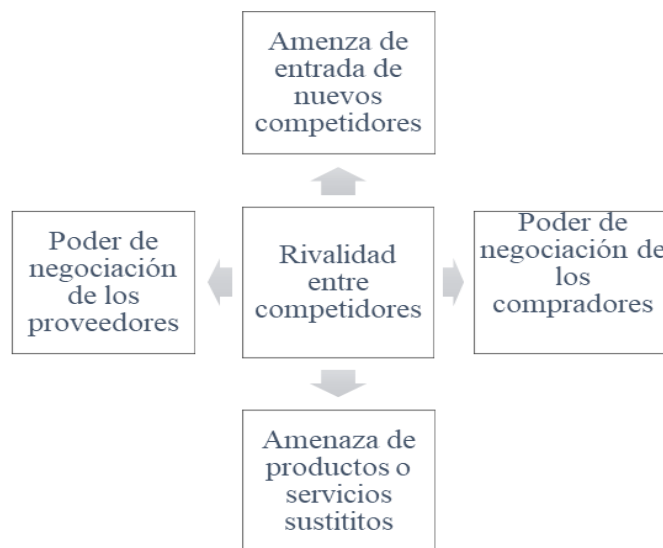 Amenza de
entrada de
nuevos
competidores
Poder de
negociación
de los
proveedores
Rivalidad
entre
competidores
Poder de
negociación de
los
compradores
Amenaza de
productos o
servicios
sustititos